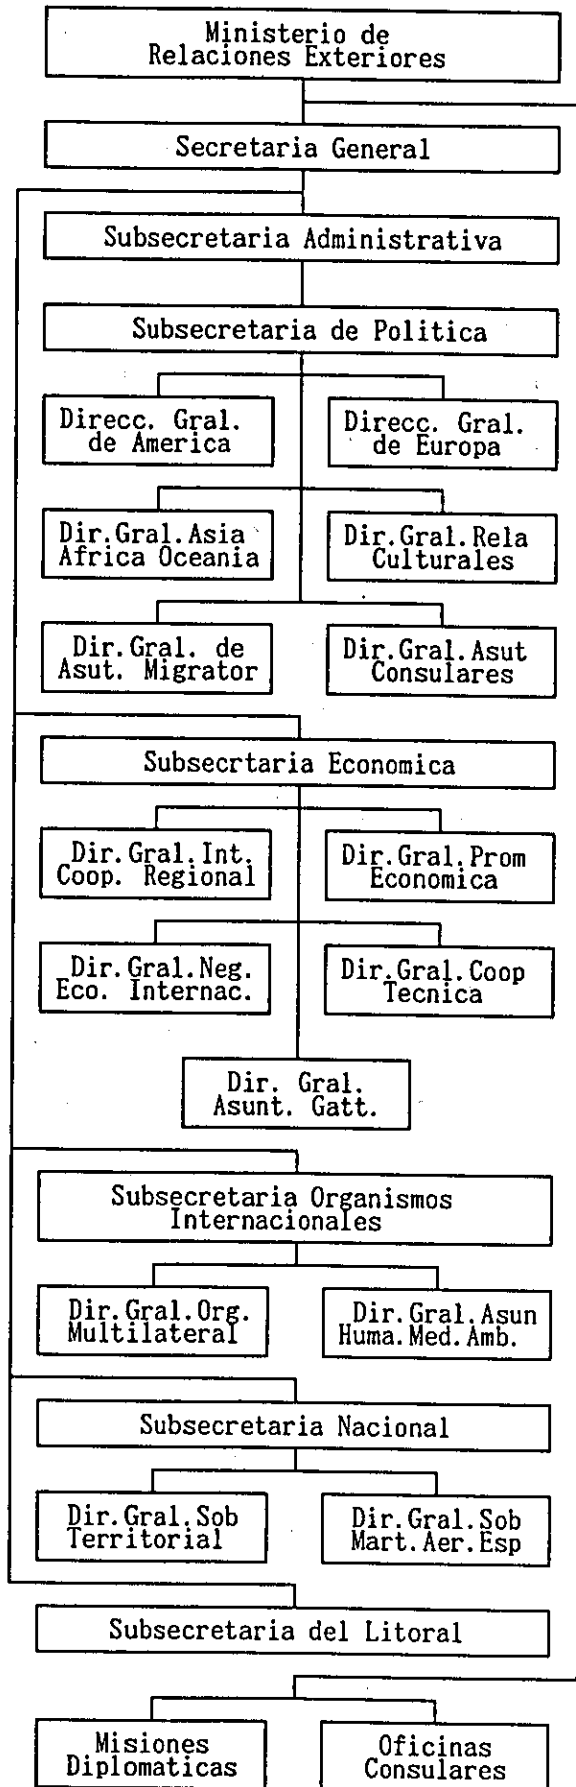 Ministerio de
Relaciones Exteriores
Secretaria General
Subsecretaria Administrativa
Subsecretaria de Politica
Direcc. Gral.
de America
Direcc. Gral.
de Europa
Dir.Gral.Asia
Africa Oceania
Dir.Gral.Rela
Culturales
Dir.Gral. de
Asut. Migrator
Dir.Gral.Asut
Consulares
Subsecrtaria Economica
Dir.Gral.Int.
Coop. Regional
Dir.Gral.Prom
Economica
Dir.Gral.Neg.
Eco. Internac.
Dir.Gral.Coop
Tecnica
Dir. Gral.
Asunt. Gatt.
Subsecretaria Organismos
Internacionales
Dir.Gral.Org.
Multilateral
Dir.Gral.Asun
Huma.Med.Amb.
Subsecretaria Nacional
Dir.Gral.Sob
Territorial
Dir.Gral.Sob
Mart.Aer.Esp
Subsecretaria del Litoral
Misiones
Diplomaticas
Oficinas
Consulares